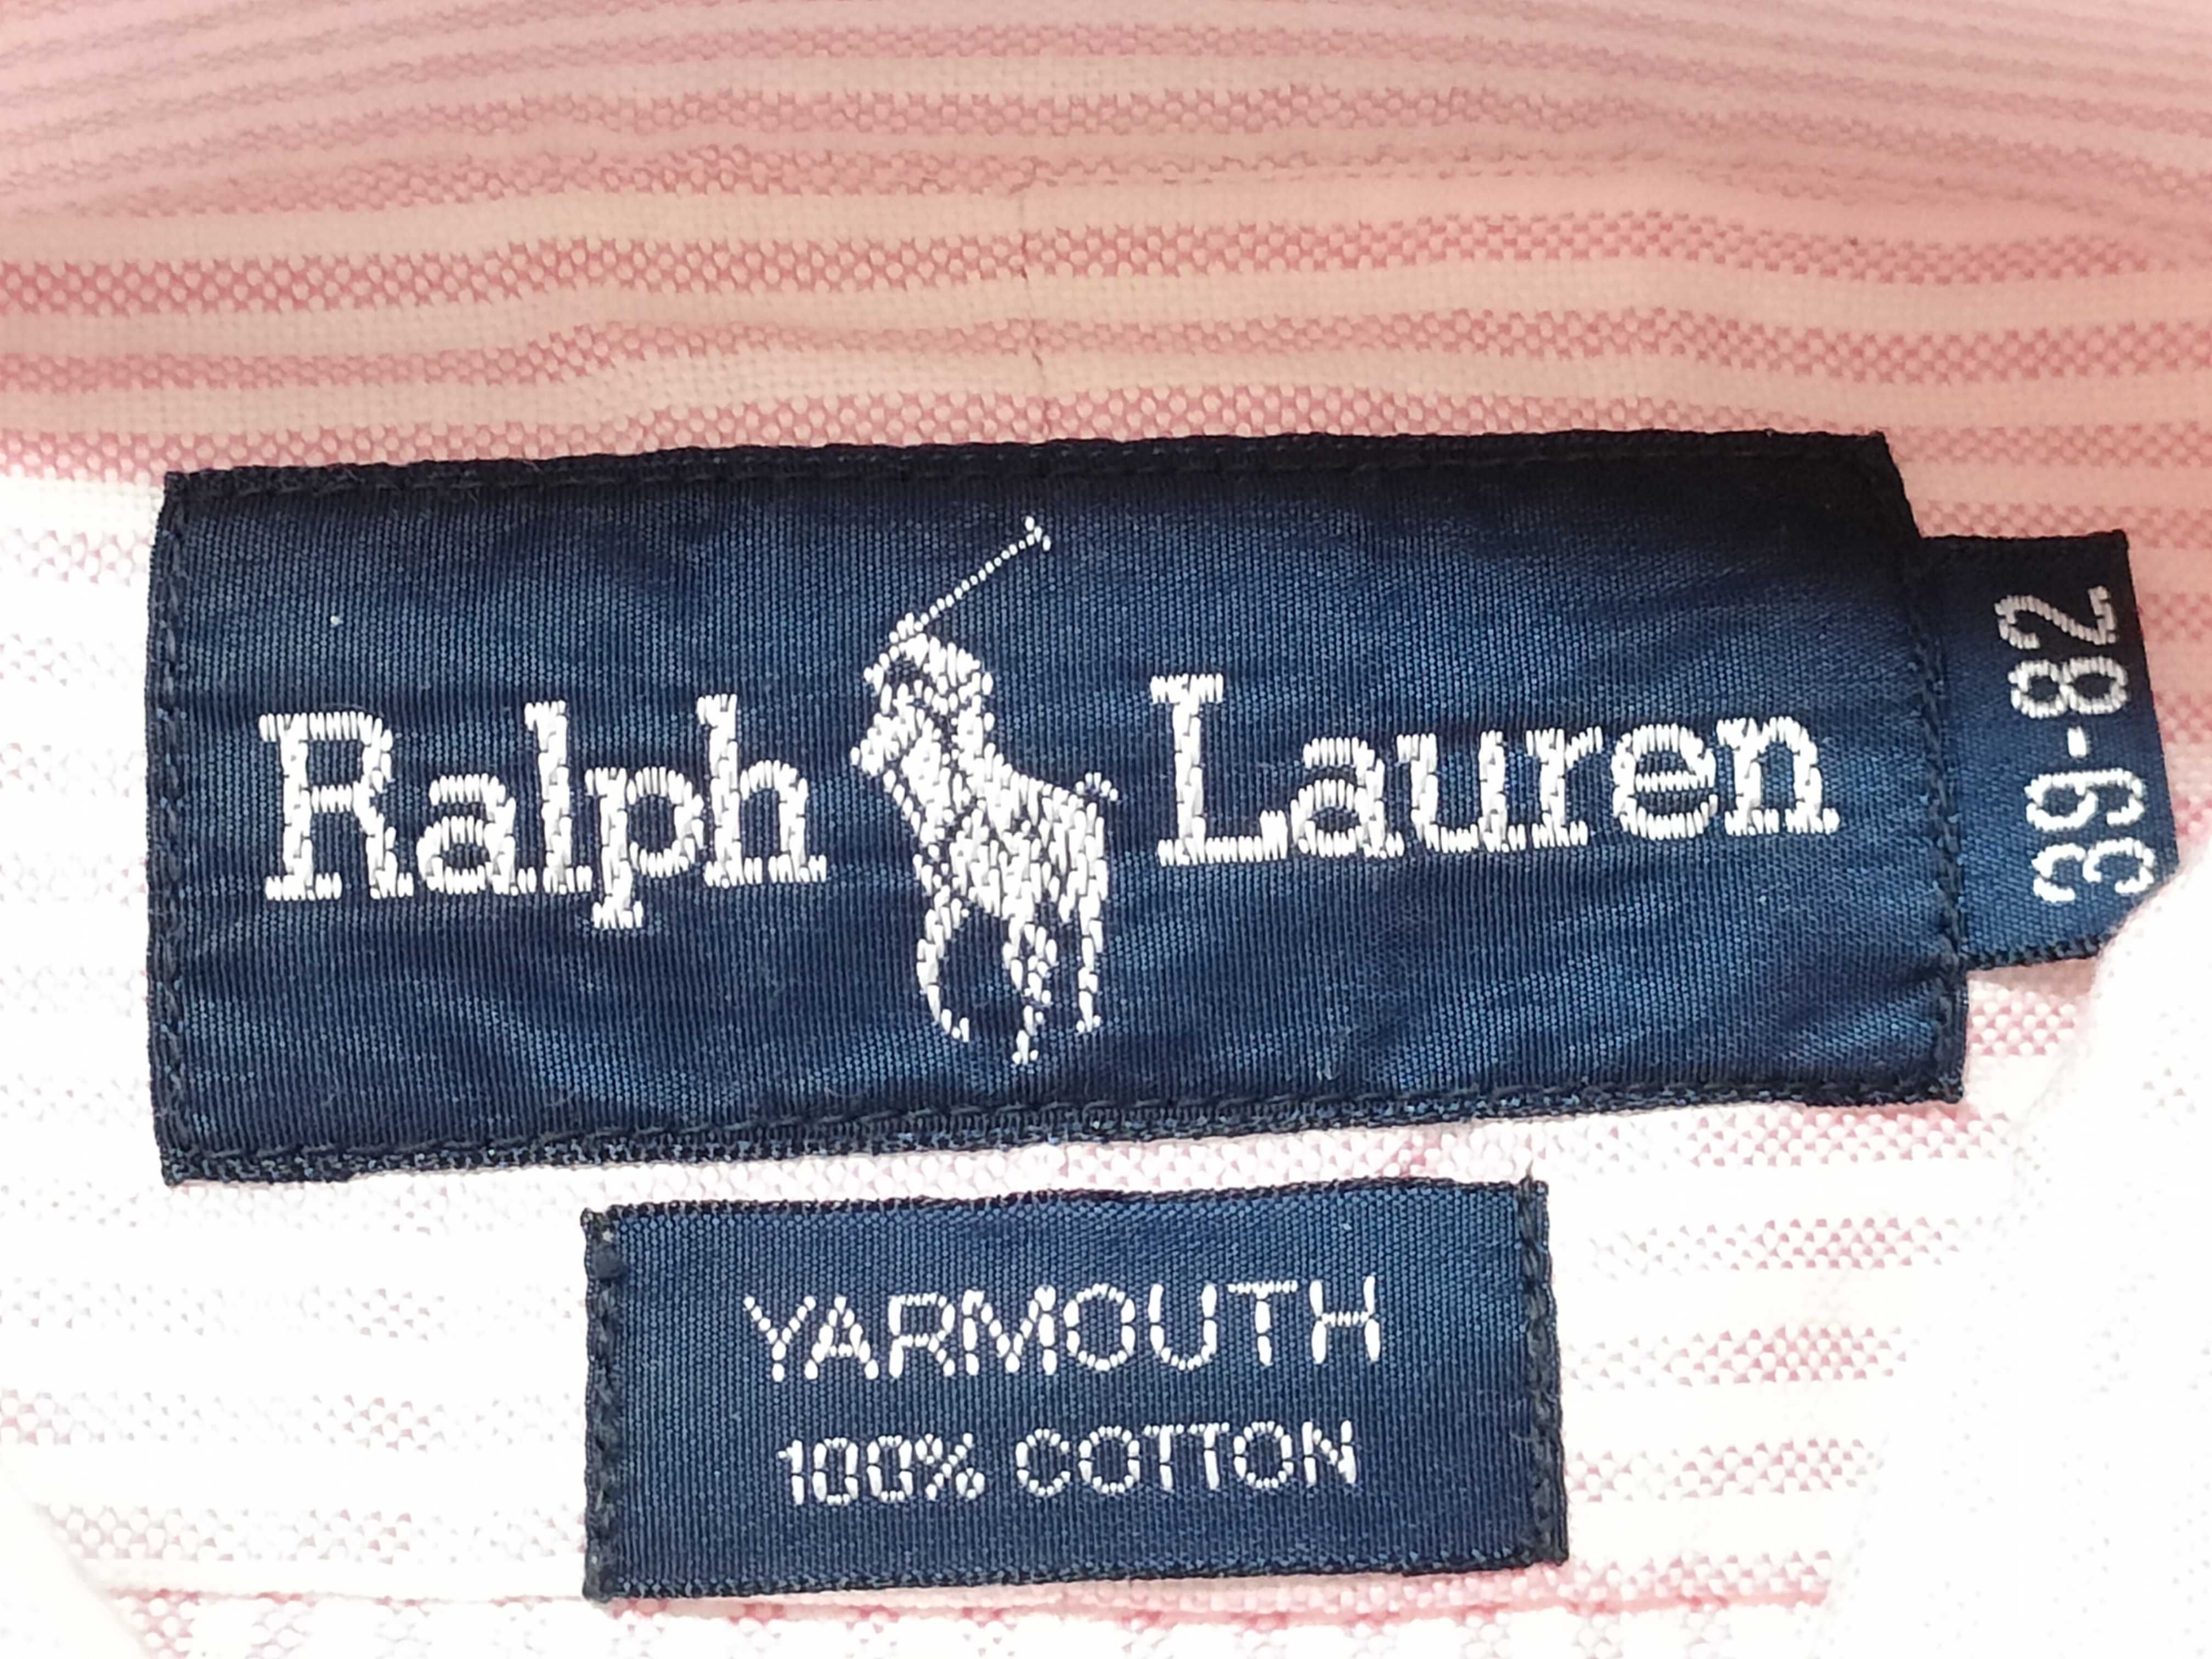 Ralph Lauren
39-82
YARMOUTH
100% COTTON